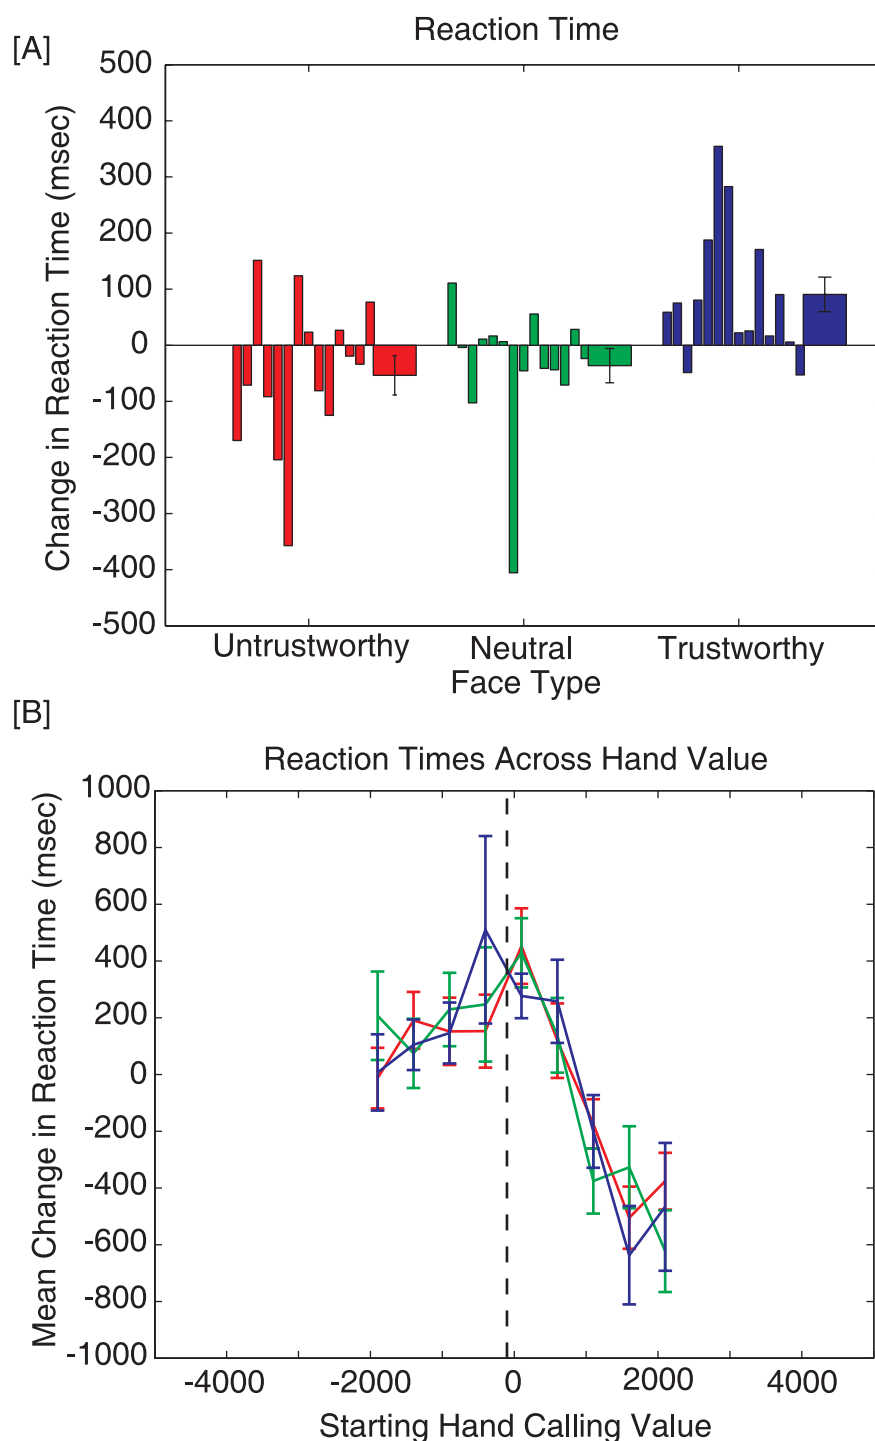 [A]
Reaction Time
Change in Reaction Time (msec)
500
400
300
200
100
0
-100
-200
-300
-400
-500
Untrustworthy Neutral Trustworthy
Face Type
[B]
Reaction Times Across Hand Value
Mean Change in Reaction Time (msec)
1000
800
600
400
200
0
-200
-400
-600
-800
-1000
-4000 -2000 0 2000 4000
Starting Hand Calling Value